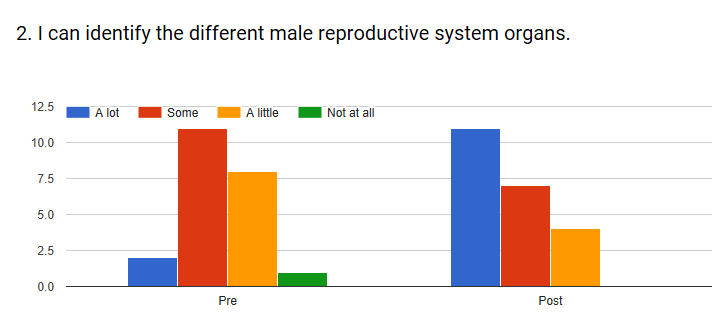 2. I can identify the different male reproductive system organs.
A lot Some A little Not at all
12.5
10.0
7.5
5.0
2.5
0.0
Pre Post